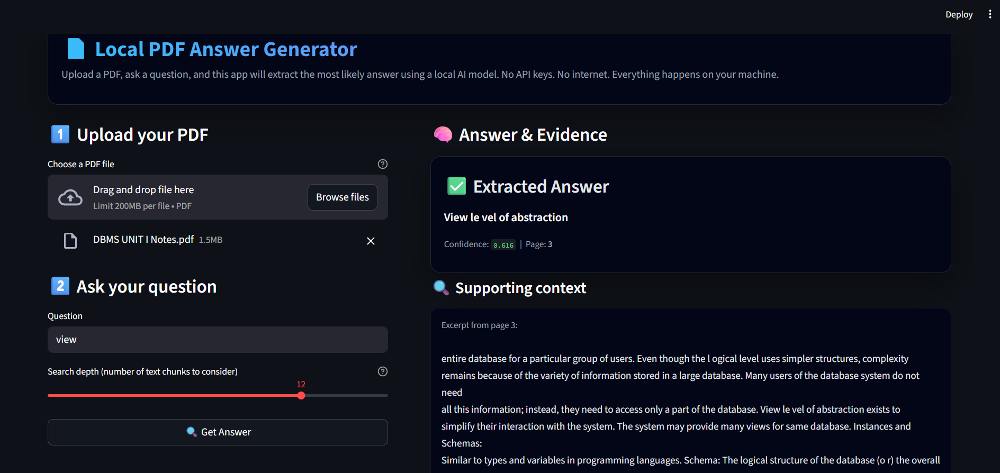 Deploy
Local PDF Answer Generator
Upload a PDF, ask a question, and this app will extract the most likely answer using a local AI model. No API keys. No internet. Everything happens on your machine.
1 Upload your PDF
Choose a PDF file
Drag and drop file here
Limit 200MB per file • PDF
Browse files
DBMS UNIT I Notes.pdf 1.5MB
2 Ask your question
Question
view
Search depth (number of text chunks to consider)
12
Get Answer
Answer & Evidence
Extracted Answer
View le vel of abstraction
Confidence: 0.616 | Page: 3
Supporting context
Excerpt from page 3:
entire database for a particular group of users. Even though the l ogical level uses simpler structures, complexity
remains because of the variety of information stored in a large database. Many users of the database system do not
need
all this information; instead, they need to access only a part of the database. View le vel of abstraction exists to
simplify their interaction with the system. The system may provide many views for same database. Instances and
Schemas:
Similar to types and variables in programming languages. Schema: The logical structure of the database (o r) the overall